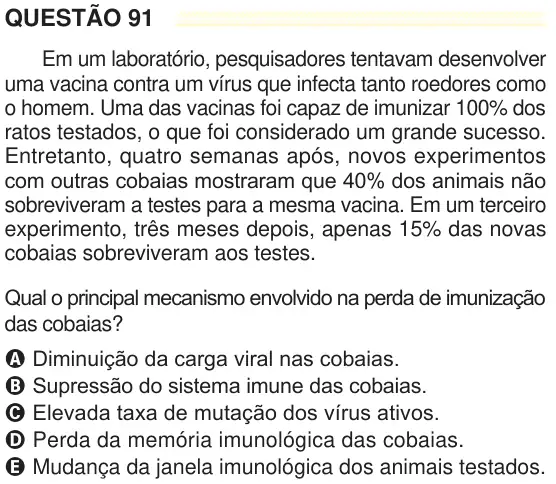 QUESTÃO 91
Em um laboratório, pesquisadores tentavam desenvolver
uma vacina contra um vírus que infecta tanto roedores como
o homem. Uma das vacinas foi capaz de imunizar 100% dos
ratos testados, o que foi considerado um grande sucesso.
Entretanto, quatro semanas após, novos experimentos
com outras cobaias mostraram que 40% dos animais não
sobreviveram a testes para a mesma vacina. Em um terceiro
experimento, três meses depois, apenas 15% das novas
cobaias sobreviveram aos testes.
Qual o principal mecanismo envolvido na perda de imunização
das cobaias?
A Diminuição da carga viral nas cobaias.
B Supressão do sistema imune das cobaias.
C Elevada taxa de mutação dos vírus ativos.
D Perda da memória imunológica das cobaias.
E Mudança da janela imunológica dos animais testados.